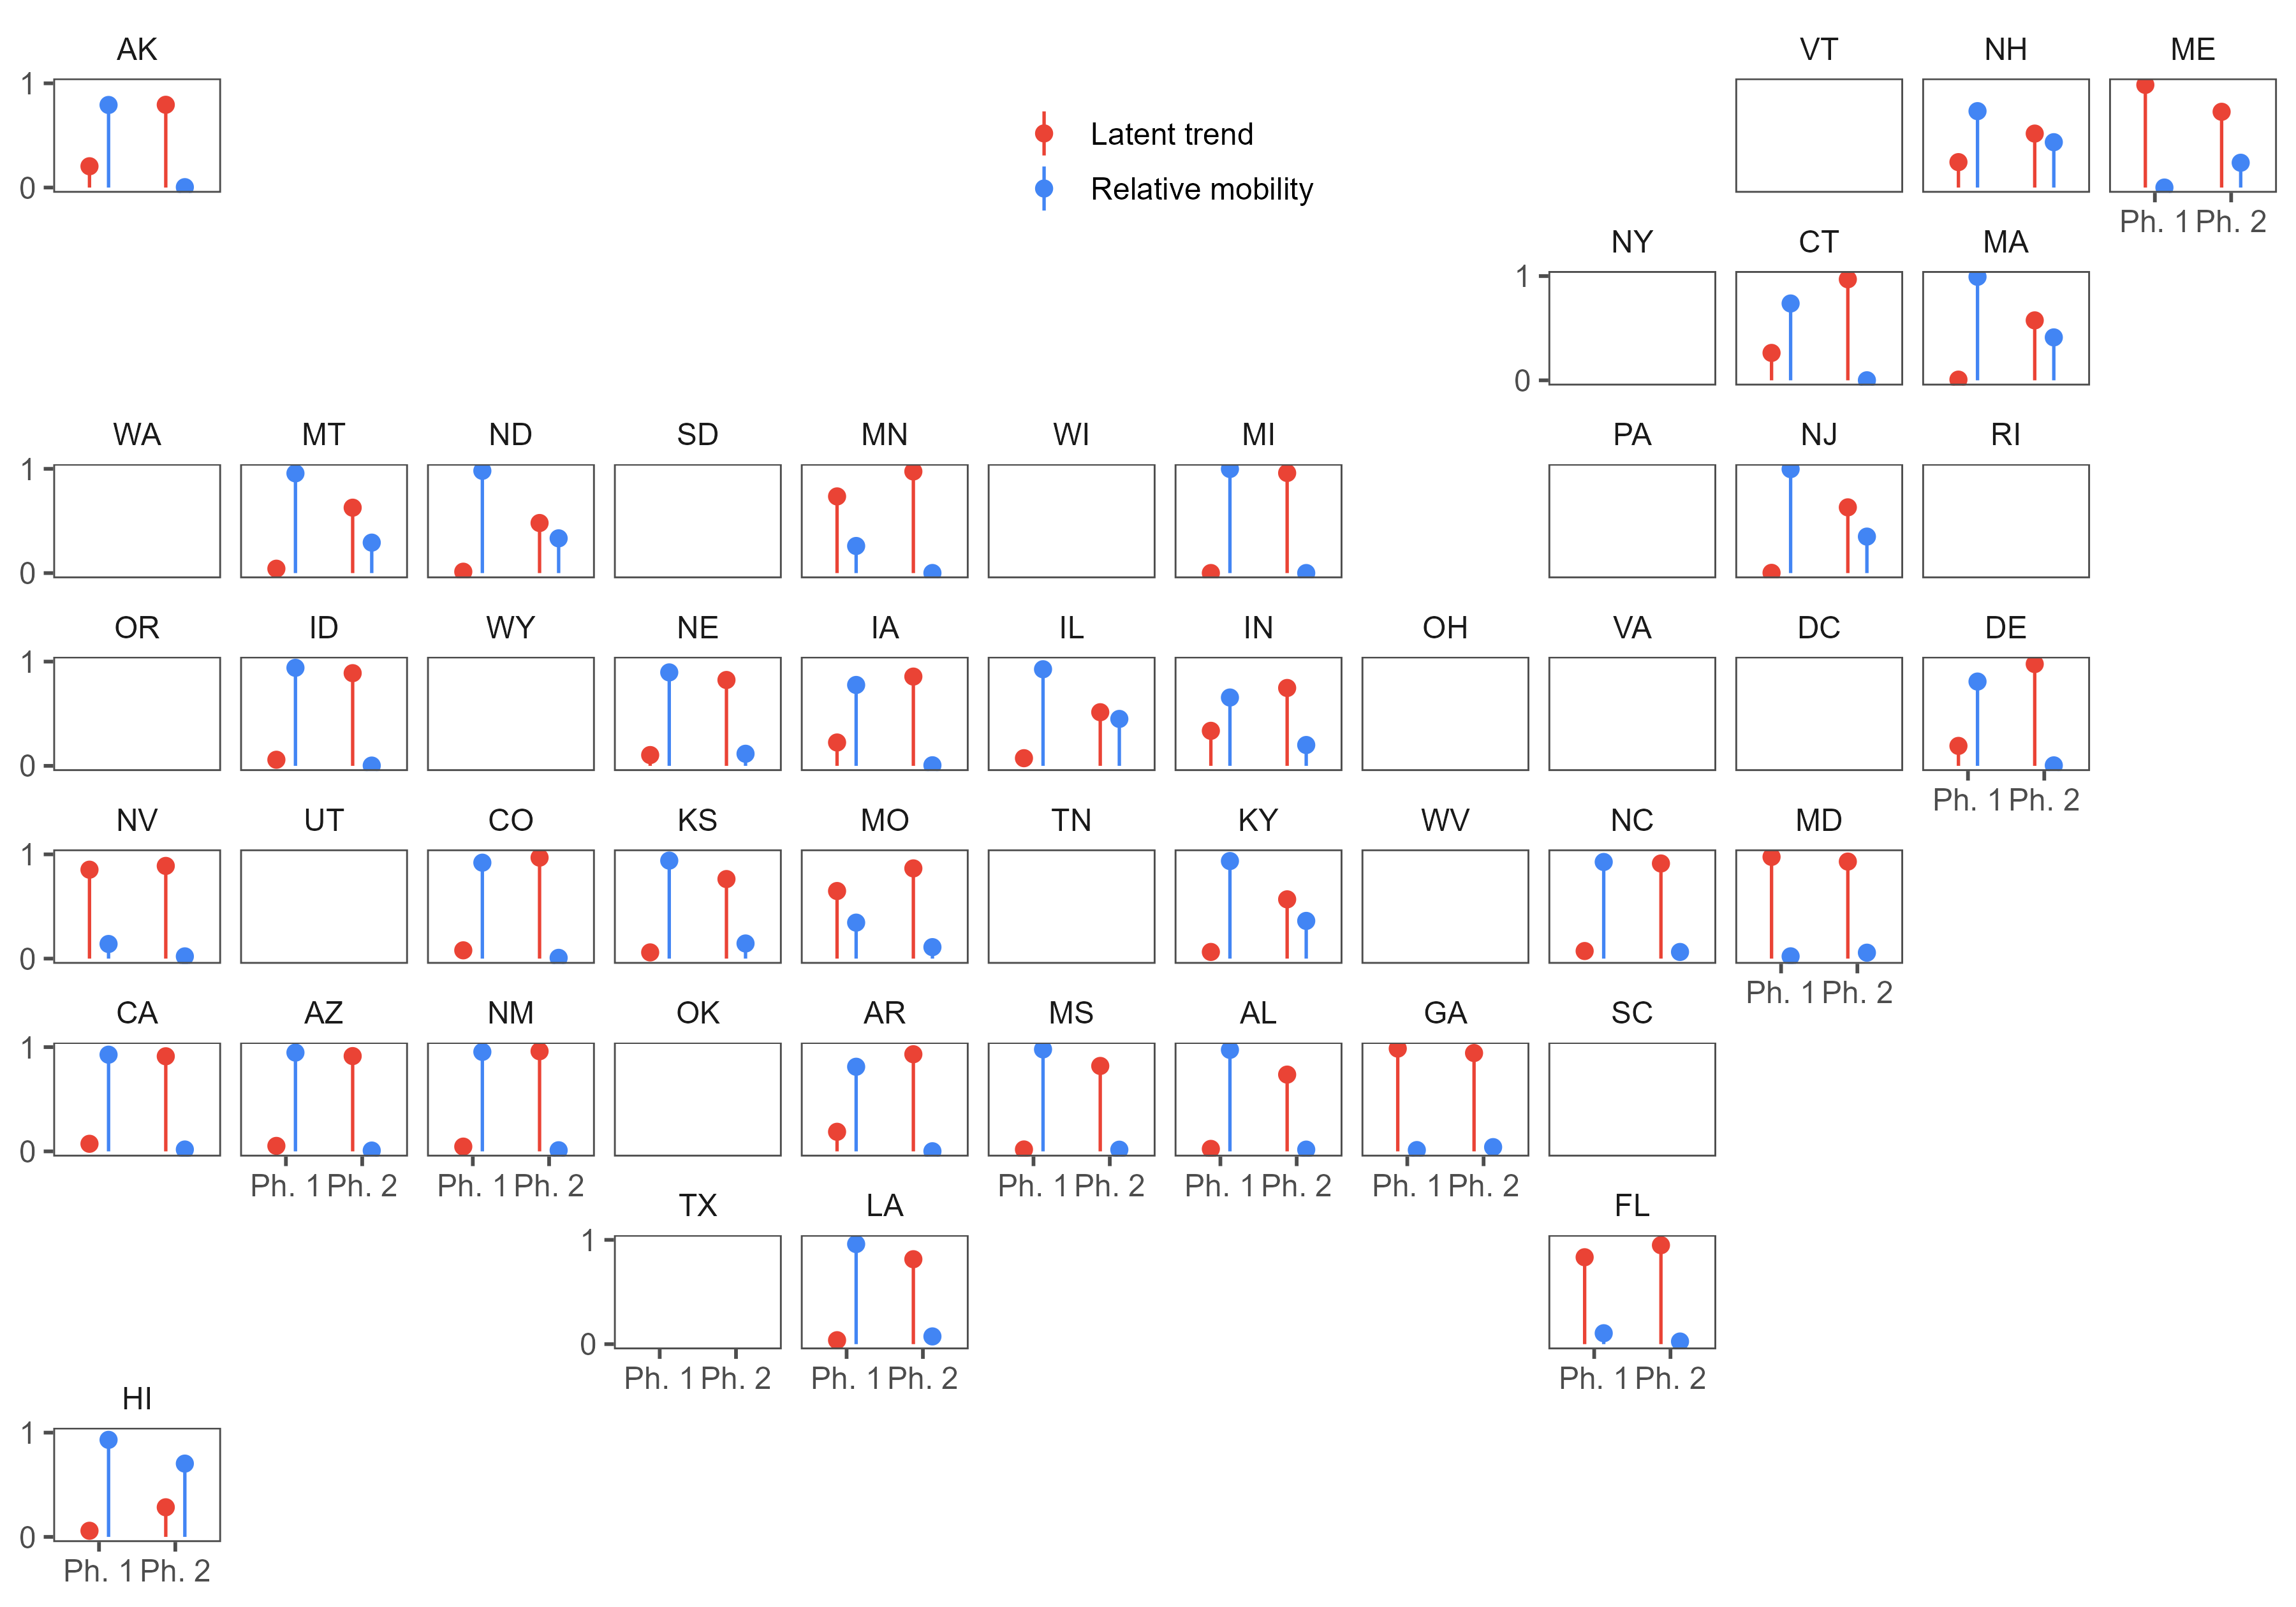 AK VT NH ME
1
0
Latent trend
Relative mobility
Ph. 1 Ph. 2
NY CT MA
1
0
WA MT ND SD MN WI MI PA NJ RI
1
0
OR ID WY NE IA IL IN OH VA DC DE
1
0
Ph. 1 Ph. 2
NV UT CO KS MO TN KY WV NC MD
1
0
Ph. 1 Ph. 2
CA AZ NM OK AR MS AL GA SC
1
0
Ph. 1 Ph. 2 Ph. 1 Ph. 2 Ph. 1 Ph. 2 Ph. 1 Ph. 2 Ph. 1 Ph. 2
TX LA FL
1
0
Ph. 1 Ph. 2 Ph. 1 Ph. 2 Ph. 1 Ph. 2
HI
1
0
Ph. 1 Ph. 2